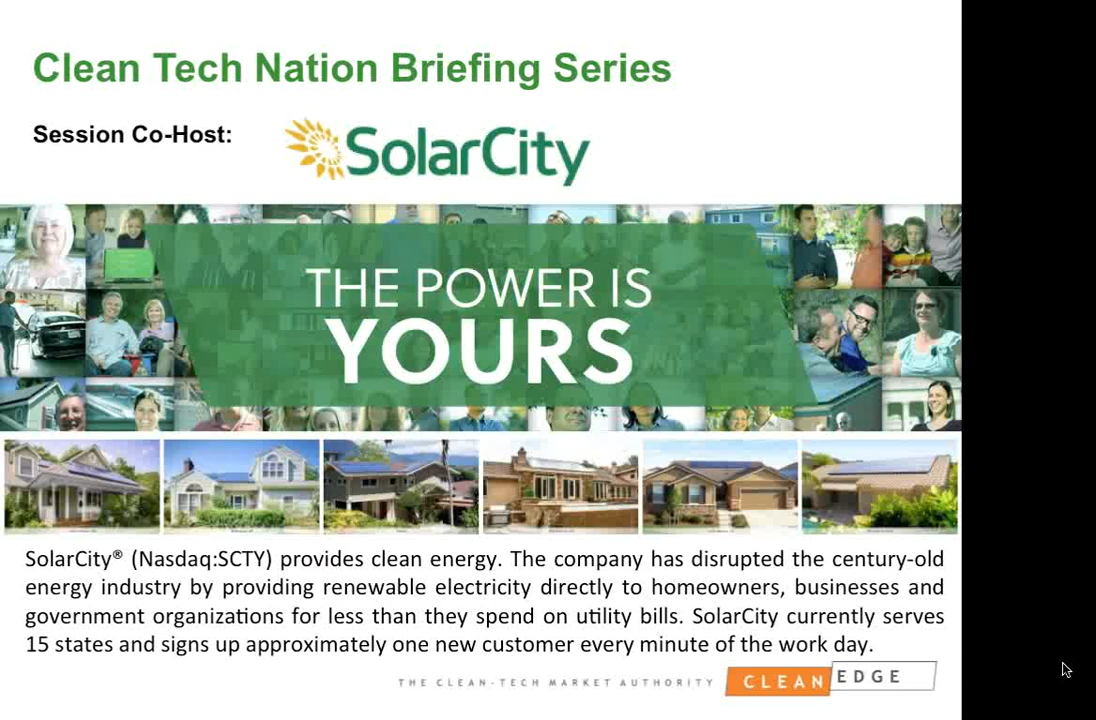 Clean Tech Nation Briefing Series
Session Co-Host:
SolarCity
THE POWER IS
YOURS
SolarCity® (Nasdaq:SCTY) provides clean energy. The company has disrupted the century-old
energy industry by providing renewable electricity directly to homeowners, businesses and
government organizations for less than they spend on utility bills. SolarCity currently serves
15 states and signs up approximately one new customer every minute of the work day.
THE CLEAN-TECH MARKET AUTHORITY
CLEAN EDGE